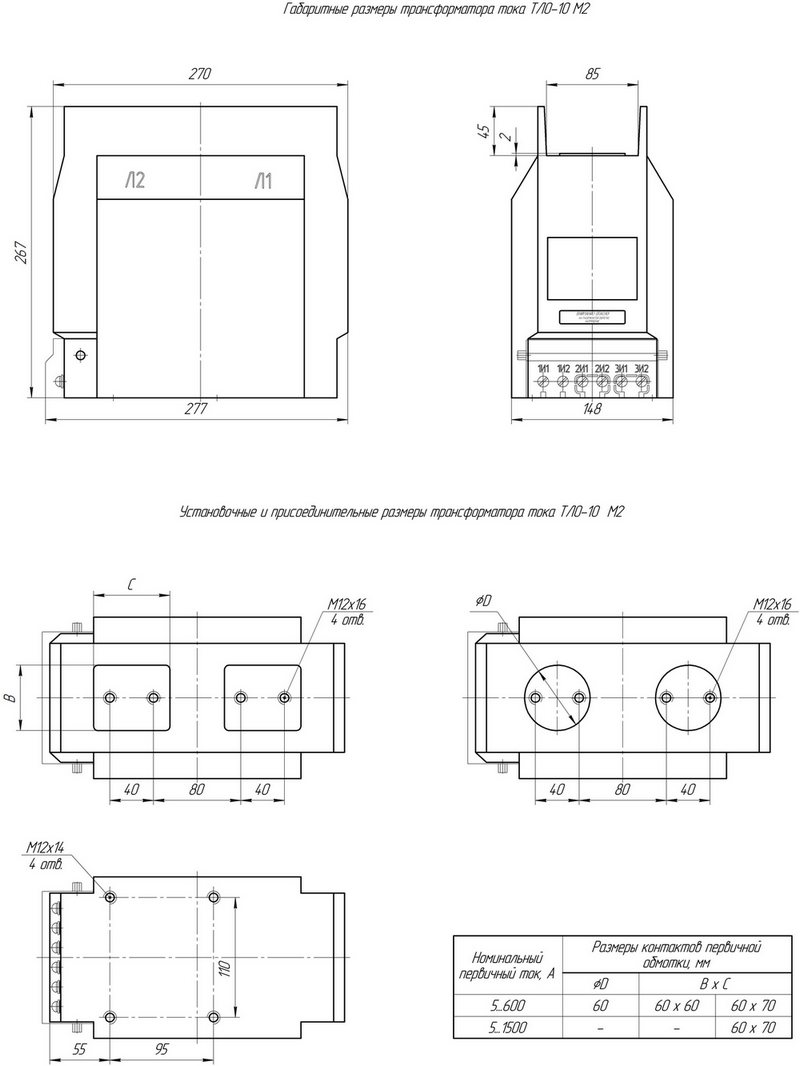 Габаритные размеры трансформатора тока ТЛО-10 М2
270
85
45
2
Л2
Л1
267
1И1 1И2 2И1 2И2 3И1 3И2
277
148
Установочные и присоединительные размеры трансформатора тока ТЛО-10 М2
C
М12х16
4 отв.
B
40
80
40
ϕD
М12х16
4 отв.
40
80
40
М12х14
4 отв.
110
55
95
Номинальный
первичный ток, А
Размеры контактов первичной
обмотки, мм
ϕD
B x C
5...600
60
60 x 60
60 x 70
5...1500
-
-
60 x 70